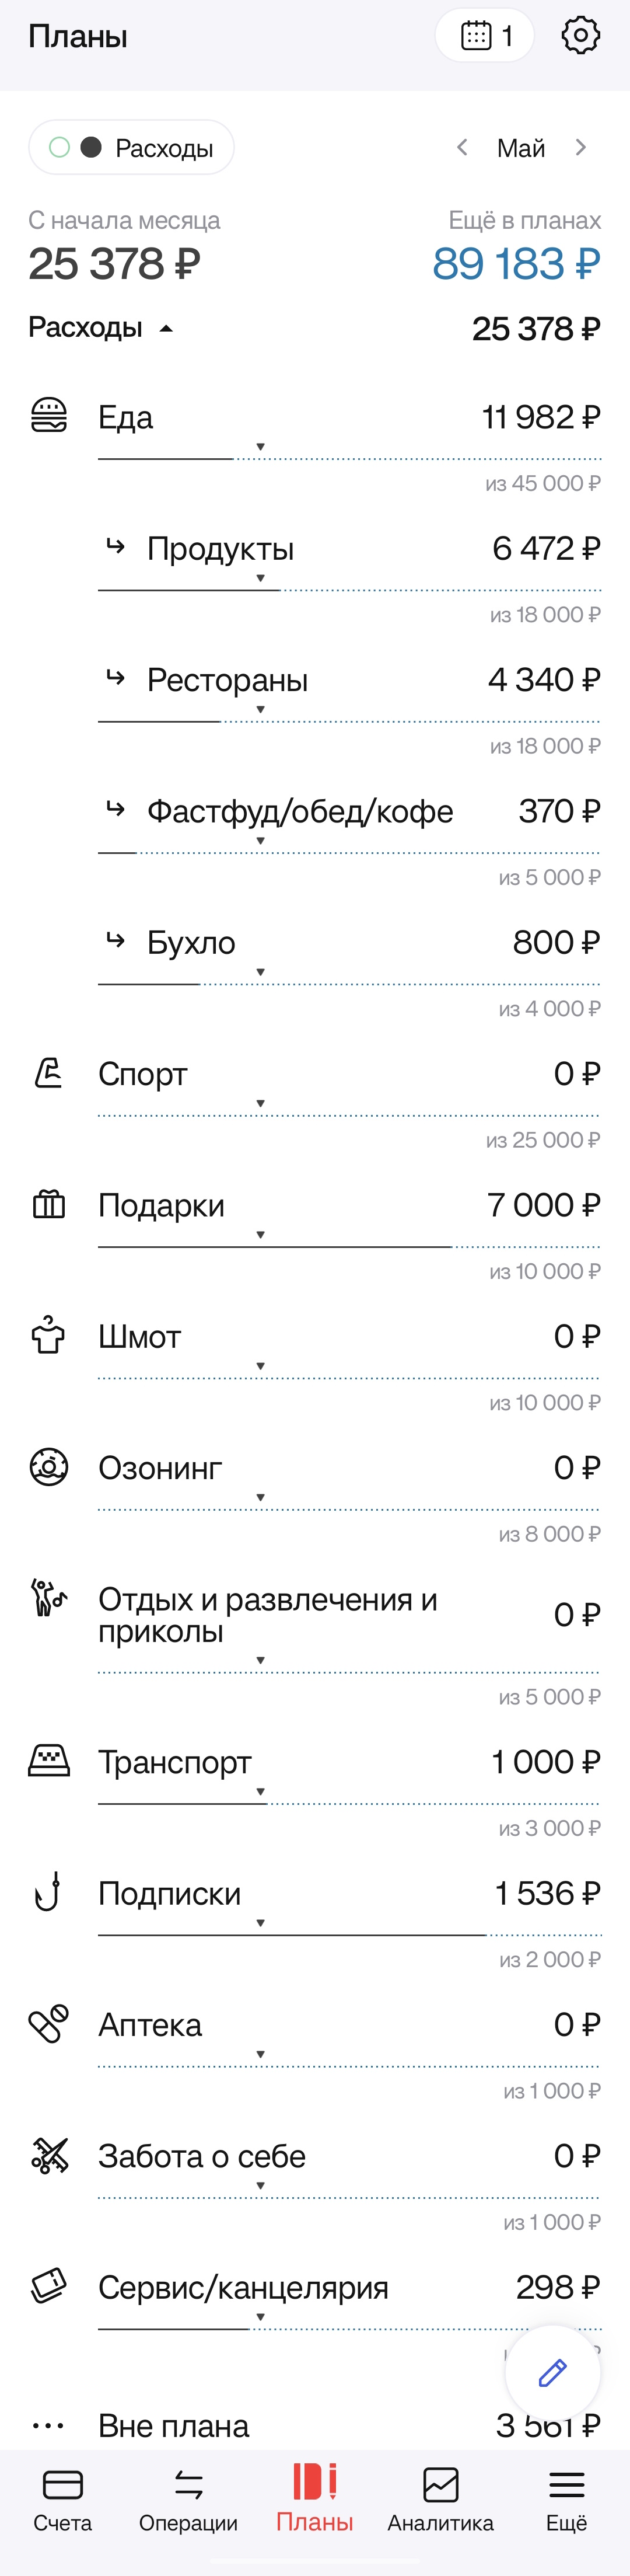 Планы
1
Расходы
Май
С начала месяца
Ещё в планах
25 378 ₽
89 183 ₽
Расходы
25 378 ₽
Еда
11 982 ₽
из 45 000 ₽
Продукты
6 472 ₽
из 18 000 ₽
Рестораны
4 340 ₽
из 18 000 ₽
Фастфуд/обед/кофе
370 ₽
из 5 000 ₽
Бухло
800 ₽
из 4 000 ₽
Спорт
0 ₽
из 25 000 ₽
Подарки
7 000 ₽
из 10 000 ₽
Шмот
0 ₽
из 10 000 ₽
Озонинг
0 ₽
из 8 000 ₽
Отдых и развлечения и
приколы
0 ₽
из 5 000 ₽
Транспорт
1 000 ₽
из 3 000 ₽
Подписки
1 536 ₽
из 2 000 ₽
Аптека
0 ₽
из 1 000 ₽
Забота о себе
0 ₽
из 1 000 ₽
Сервис/канцелярия
298 ₽
Вне плана
3 561 ₽
Счета
Операции
Планы
Аналитика
Ещё